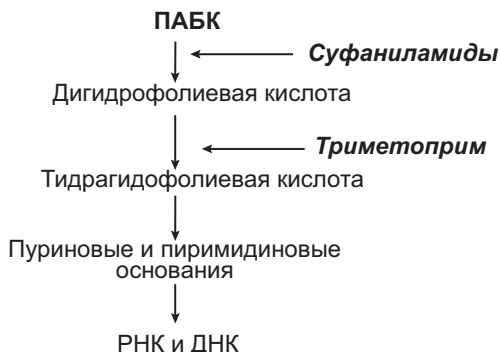 ПАБК
Суфаниламиды
Дигидрофолиевая кислота
Триметоприм
Тидрагидофолиевая кислота
Пуриновые и пиримидиновые
основания
РНК и ДНК